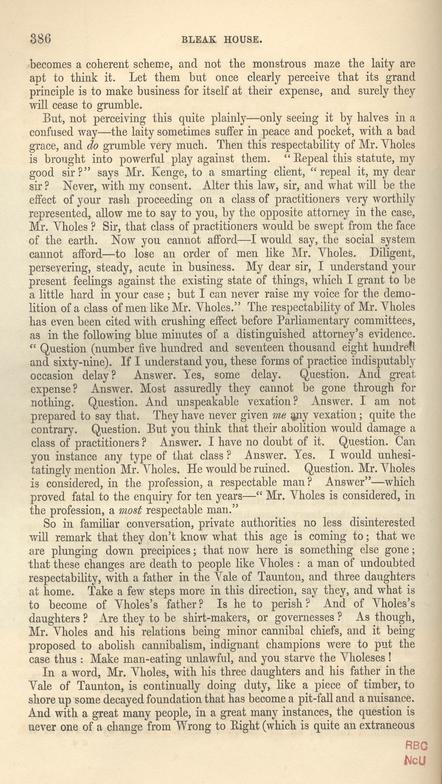 386
BLEAK HOUSE.
becomes a coherent scheme, and not the monstrous maze the laity are
apt to think it. Let them but once clearly perceive that its grand
principle is to make business for itself at their expense, and surely they
will cease to grumble.
But, not perceiving this quite plainly—only seeing it by halves in a
confused way—the laity sometimes suffer in peace and pocket, with a bad
grace, and do grumble very much. Then this respectability of Mr. Vholes
is brought into powerful play against them. “Repeal this statute, my
good sir?” says Mr. Kenge, to a smarting client, “repeal it, my dear
sir? Never, with my consent. Alter this law, sir, and what will be the
effect of your rash proceeding on a class of practitioners very worthily
represented, allow me to say to you, by the opposite attorney in the case,
Mr. Vholes? Sir, that class of practitioners would be swept from the face
of the earth. Now you cannot afford—I would say, the social system
cannot afford—to lose an order of men like Mr. Vholes. Diligent,
persevering, steady, acute in business. My dear sir, I understand your
present feelings against the existing state of things, which I grant to be
a little hard in your case; but I can never raise my voice for the demo-
lition of a class of men like Mr. Vholes.” The respectability of Mr. Vholes
has even been cited with crushing effect before Parliamentary committees,
as in the following blue minutes of a distinguished attorney's evidence.
“Question (number five hundred and seventeen thousand eight hundred
and sixty-nine). If I understand you, these forms of practice indisputably
occasion delay? Answer. Yes, some delay. Question. And great
expense? Answer. Most assuredly they cannot be gone through for
nothing. Question. And unspeakable vexation? Answer. I am not
prepared to say that. They have never given me any vexation; quite the
contrary. Question. But you think that their abolition would damage a
class of practitioners? Answer. I have no doubt of it. Question. Can
you instance any type of that class? Answer. Yes. I would unhesi-
tatingly mention Mr. Vholes. He would be ruined. Question. Mr. Vholes
is considered, in the profession, a respectable man? Answer”—which
proved fatal to the enquiry for ten years—“Mr. Vholes is considered, in
the profession, a most respectable man.”
So in familiar conversation, private authorities no less disinterested
will remark that they don't know what this age is coming to; that we
are plunging down precipices; that now here is something else gone;
that these changes are death to people like Vholes: a man of undoubted
respectability, with a father in the Vale of Taunton, and three daughters
at home. Take a few steps more in this direction, say they, and what is
to become of Vholes's father? Is he to perish? And of Vholes's
daughters? Are they to be shirt-makers, or governesses? As though,
Mr. Vholes and his relations being minor cannibal chiefs, and it being
proposed to abolish cannibalism, indignant champions were to put the
case thus: Make man-eating unlawful, and you starve the Vholeses!
In a word, Mr. Vholes, with his three daughters and his father in the
Vale of Taunton, is continually doing duty, like a piece of timber, to
shore up some decayed foundation that has become a pit-fall and a nuisance.
And with a great many people, in a great many instances, the question is
never one of a change from Wrong to Right (which is quite an extraneous
RBC
NcU